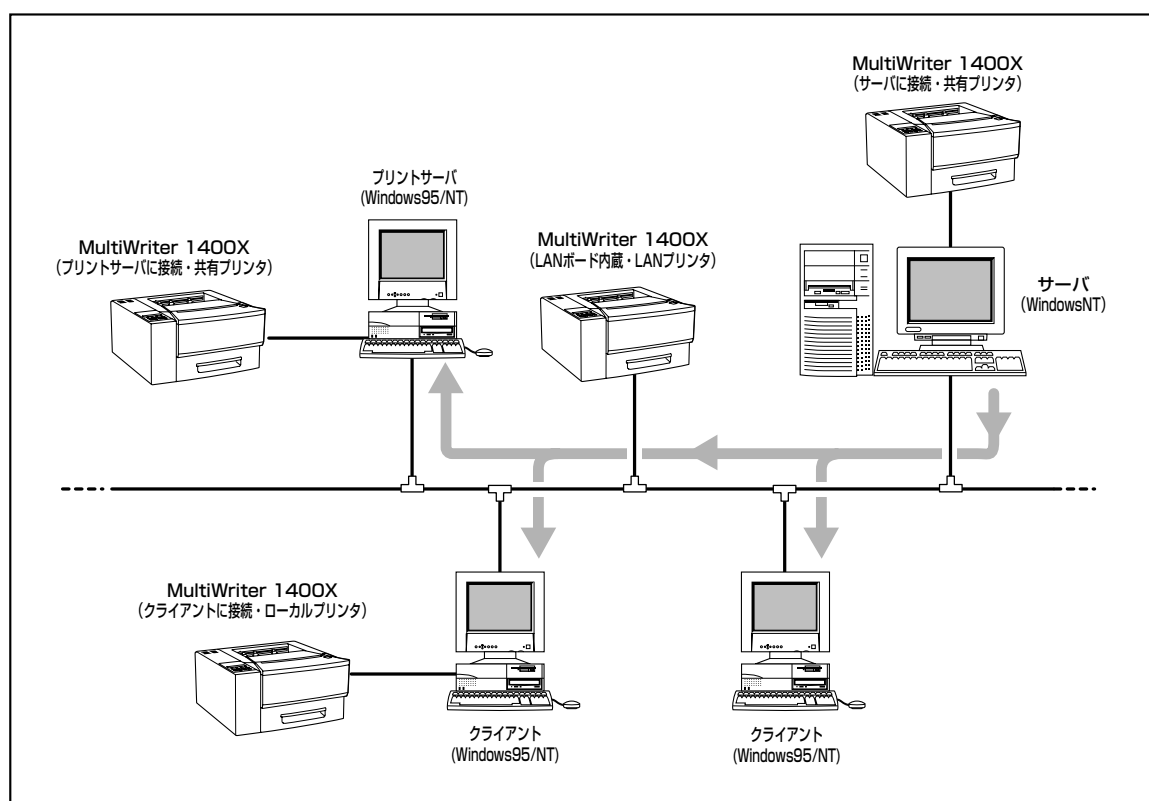 MultiWriter 1400X
（サーバに接続・共有プリンタ）
プリントサーバ
(Windows95/NT)
MultiWriter 1400X
（プリントサーバに接続・共有プリンタ）
MultiWriter 1400X
（LANボード内蔵・LANプリンタ）
サーバ
(WindowsNT)
MultiWriter 1400X
（クライアントに接続・ローカルプリンタ）
クライアント
(Windows95/NT)
クライアント
(Windows95/NT)